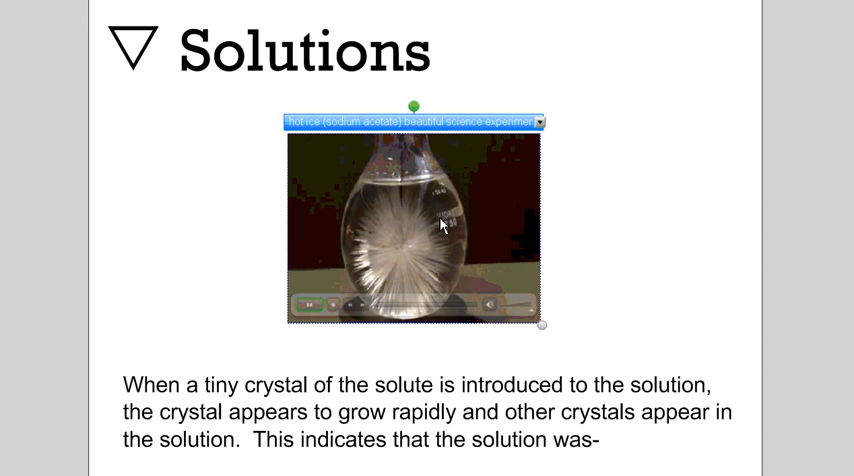 Solutions
hot ice (sodium acetate) beautiful science experimen
When a tiny crystal of the solute is introduced to the solution,
the crystal appears to grow rapidly and other crystals appear in
the solution.  This indicates that the solution was-